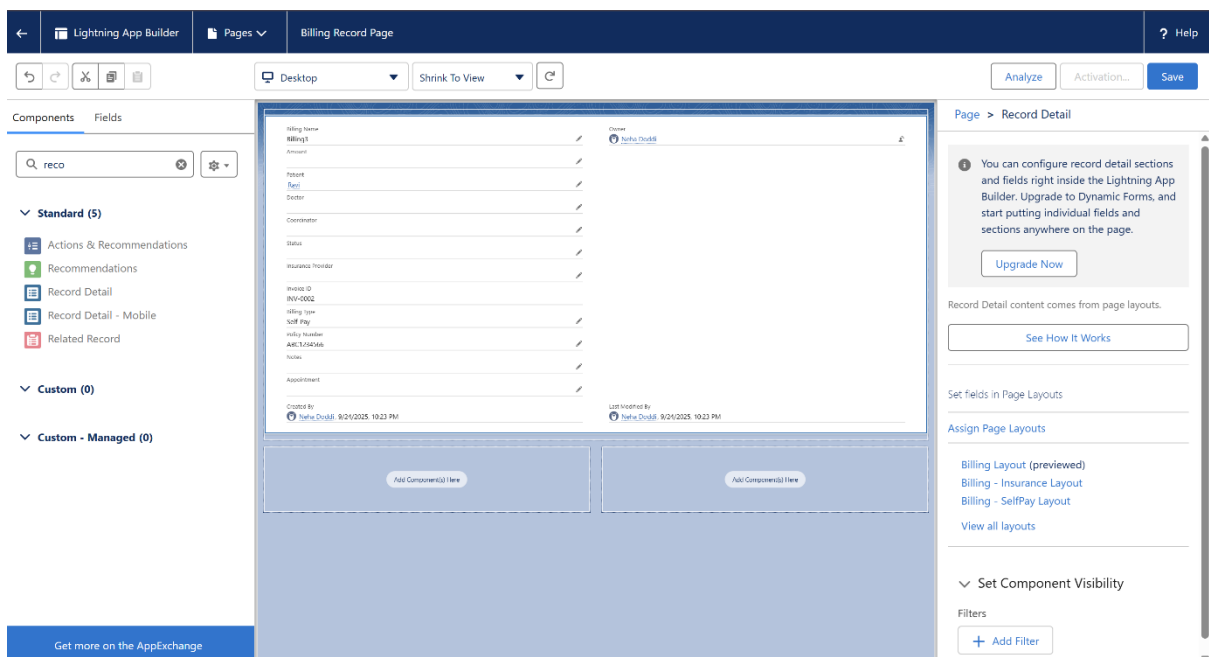 Lightning App Builder
Pages
Billing Record Page
? Help
Desktop
Shrink To View
Analyze
Activation...
Save
Components
Fields
reco
Standard (5)
Actions & Recommendations
Recommendations
Record Detail
Record Detail - Mobile
Related Record
Custom (0)
Custom - Managed (0)
Get more on the AppExchange
Billing Name
Billing1
Owner
Neha Doddi
Amount
Patient
Ravi
Doctor
Coordinator
Status
Insurance Provider
Invoice ID
INV-0002
Billing Type
Self Pay
Policy Number
ABC1234566
Notes
Appointment
Created By
Neha Doddi, 9/24/2025, 10:23 PM
Last Modified By
Neha Doddi, 9/24/2025, 10:23 PM
Add Component(s) Here
Add Component(s) Here
Page > Record Detail
You can configure record detail sections
and fields right inside the Lightning App
Builder. Upgrade to Dynamic Forms, and
start putting individual fields and
sections anywhere on the page.
Upgrade Now
Record Detail content comes from page layouts.
See How It Works
Set fields in Page Layouts
Assign Page Layouts
Billing Layout (previewed)
Billing - Insurance Layout
Billing - SelfPay Layout
View all layouts
Set Component Visibility
Filters
+ Add Filter